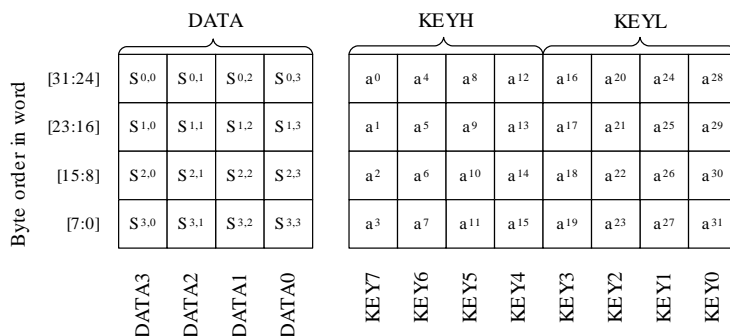 DATA KEYH KEYL
[31:24] S0,0 S0,1 S0,2 S0,3 a0 a4 a8 a12 a16 a20 a24 a28
[23:16] S1,0 S1,1 S1,2 S1,3 a1 a5 a9 a13 a17 a21 a25 a29
[15:8] S2,0 S2,1 S2,2 S2,3 a2 a6 a10 a14 a18 a22 a26 a30
[7:0] S3,0 S3,1 S3,2 S3,3 a3 a7 a11 a15 a19 a23 a27 a31
Byte order in word
DATA3 DATA2 DATA1 DATA0 KEY7 KEY6 KEY5 KEY4 KEY3 KEY2 KEY1 KEY0